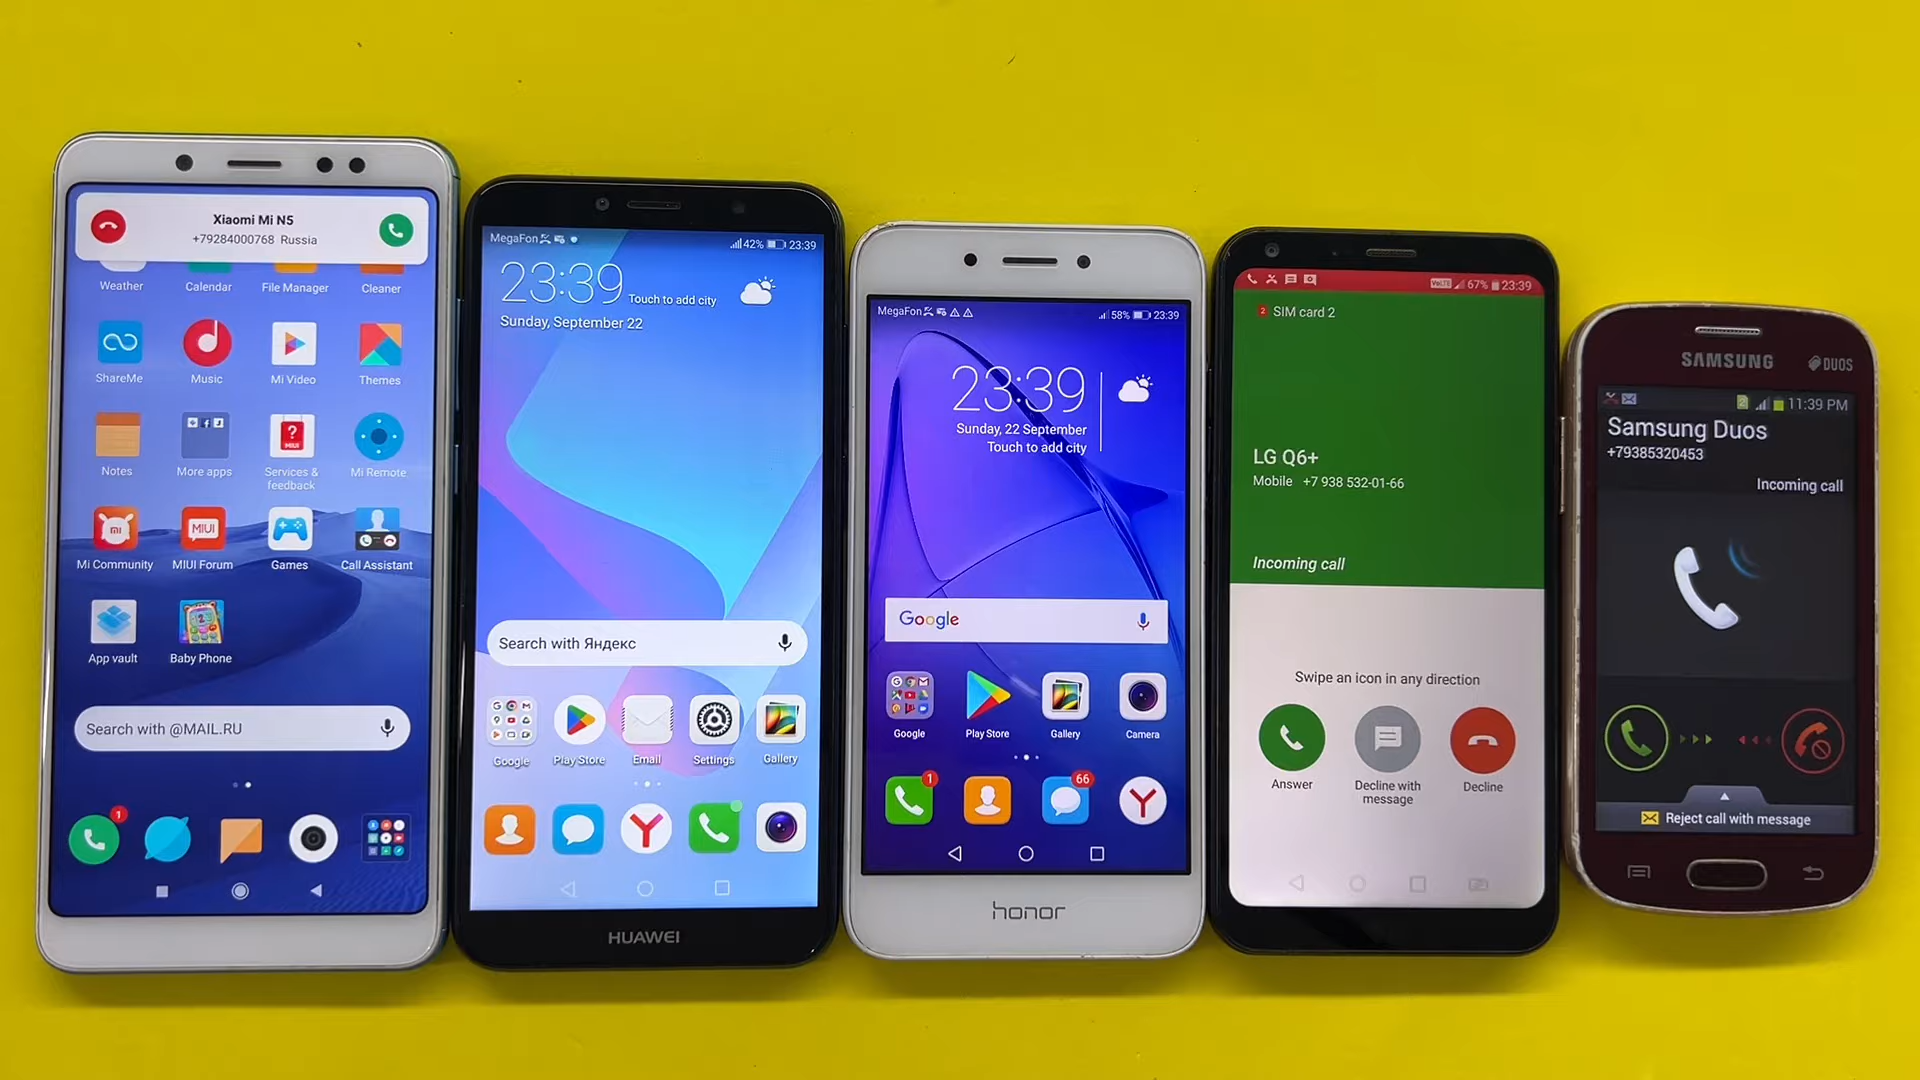 Xiaomi Mi N5
+79284000768 Russia
Weather
Calendar
File Manager
Cleaner
ShareMe
Music
Mi Video
Themes
Notes
More apps
Services &
feedback
Mi Remote
Mi Community
MIUI Forum
Games
Call Assistant
App vault
Baby Phone
Search with @MAIL.RU
1
MegaFon
42%
23:39
23:39
Touch to add city
Sunday, September 22
Search with Яндекс
Google
Play Store
Email
Settings
Gallery
HUAWEI
MegaFon
58%
23:39
23:39
Sunday, 22 September
Touch to add city
Google
Google
Play Store
Gallery
Camera
1
66
honor
VoLTE
67%
23:39
2 SIM card 2
LG Q6+
Mobile +7 938 532-01-66
Incoming call
Swipe an icon in any direction
Answer
Decline with
message
Decline
SAMSUNG
DUOS
2
11:39 PM
Samsung Duos
+79385320453
Incoming call
Reject call with message